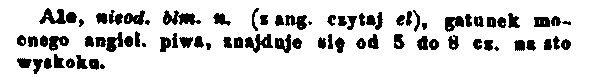 Ale, nieod. blm. n. (z ang. czytaj el), gatunek mo-
cnego angiel. piwa, znajduje się od 5 do 8 cz. na sto
wyskoku.